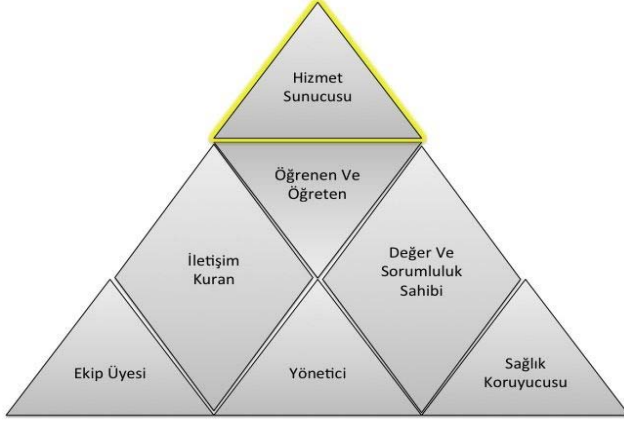 Hizmet
Sunucusu
Öğrenen Ve
Öğreten
İletişim
Kuran
Değer Ve
Sorumluluk
Sahibi
Ekip Üyesi
Yönetici
Sağlık
Koruyucusu